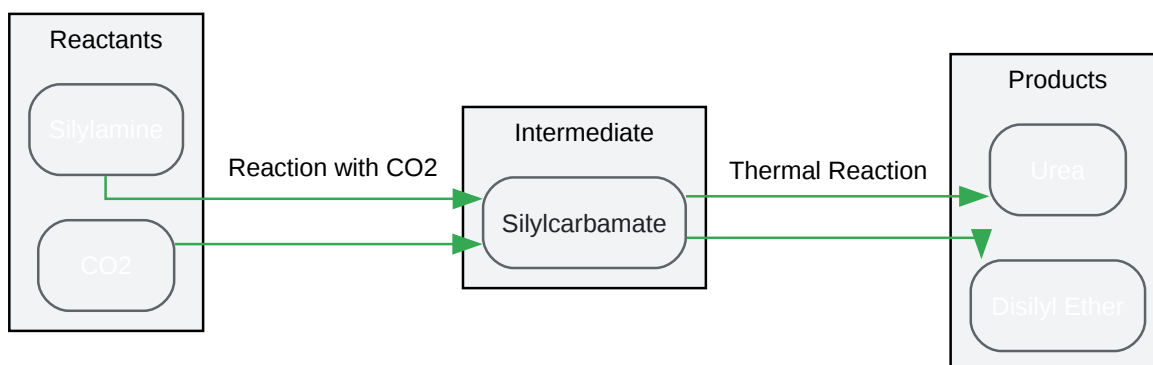 Reactants
Silylamine
CO2
Reaction with CO2
Intermediate
Silylcarbamate
Thermal Reaction
Products
Urea
Disilyl Ether